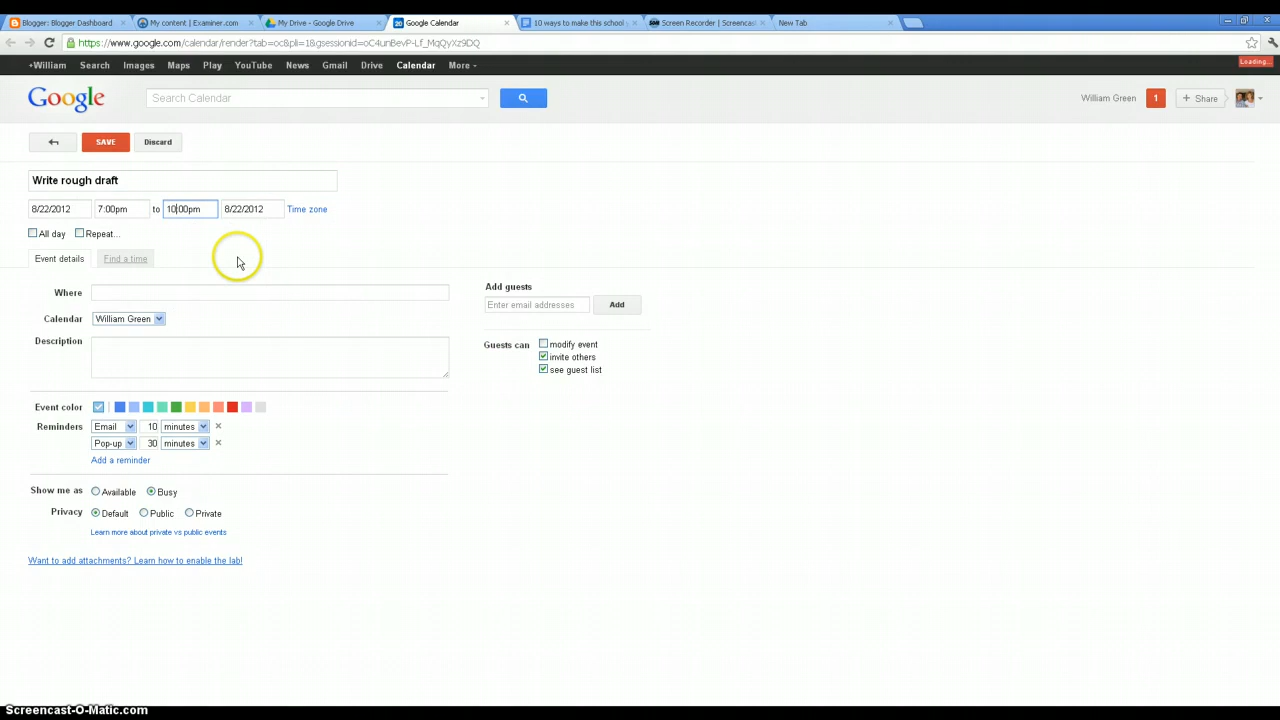 Blogger: Blogger Dashboard
My content | Examiner.com
My Drive - Google Drive
20 Google Calendar
10 ways to make this school
Screen Recorder | Screencas
New Tab
https://www.google.com/calendar/render?tab=oc&pli=1&gsessionid=oC4unBevP-Lf_MqQyXz9DQ
+William Search Images Maps Play YouTube News Gmail Drive Calendar More
Loading...
Google
Search Calendar
William Green 1 + Share
SAVE Discard
Write rough draft
8/22/2012 7:00pm to 10:00pm 8/22/2012 Time zone
All day Repeat...
Event details Find a time
Where
Calendar William Green
Description
Event color
Reminders Email 10 minutes ×
Pop-up 30 minutes ×
Add a reminder
Show me as Available Busy
Privacy Default Public Private
Learn more about private vs public events
Want to add attachments? Learn how to enable the lab!
Add guests
Enter email addresses Add
Guests can modify event
invite others
see guest list
Screencast-O-Matic.com